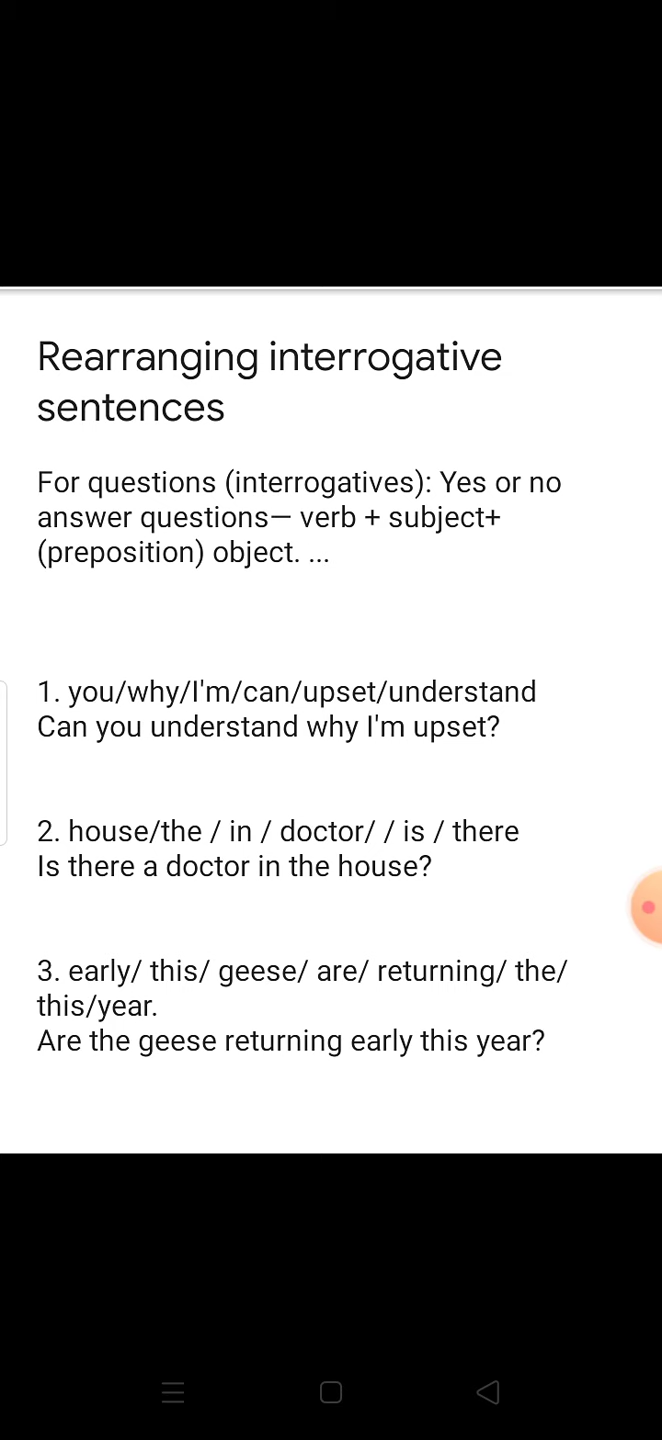 Rearranging interrogative
sentences
For questions (interrogatives): Yes or no
answer questions— verb + subject+
(preposition) object. ...
1. you/why/I'm/can/upset/understand
Can you understand why I'm upset?
2. house/the / in / doctor/ / is / there
Is there a doctor in the house?
3. early/ this/ geese/ are/ returning/ the/
this/year.
Are the geese returning early this year?